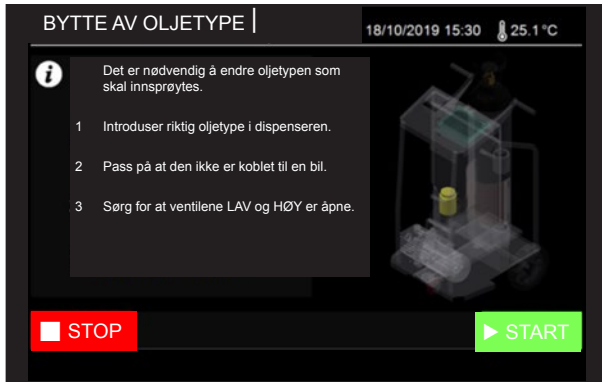 BYTTE AV OLJETYPE
18/10/2019 15:30 25.1°C
i Det er nødvendig å endre oljetypen som
skal innsprøytes.
1 Introduser riktig oljetype i dispenseren.
2 Pass på at den ikke er koblet til en bil.
3 Sørg for at ventilene LAV og HØY er åpne.
STOP
START